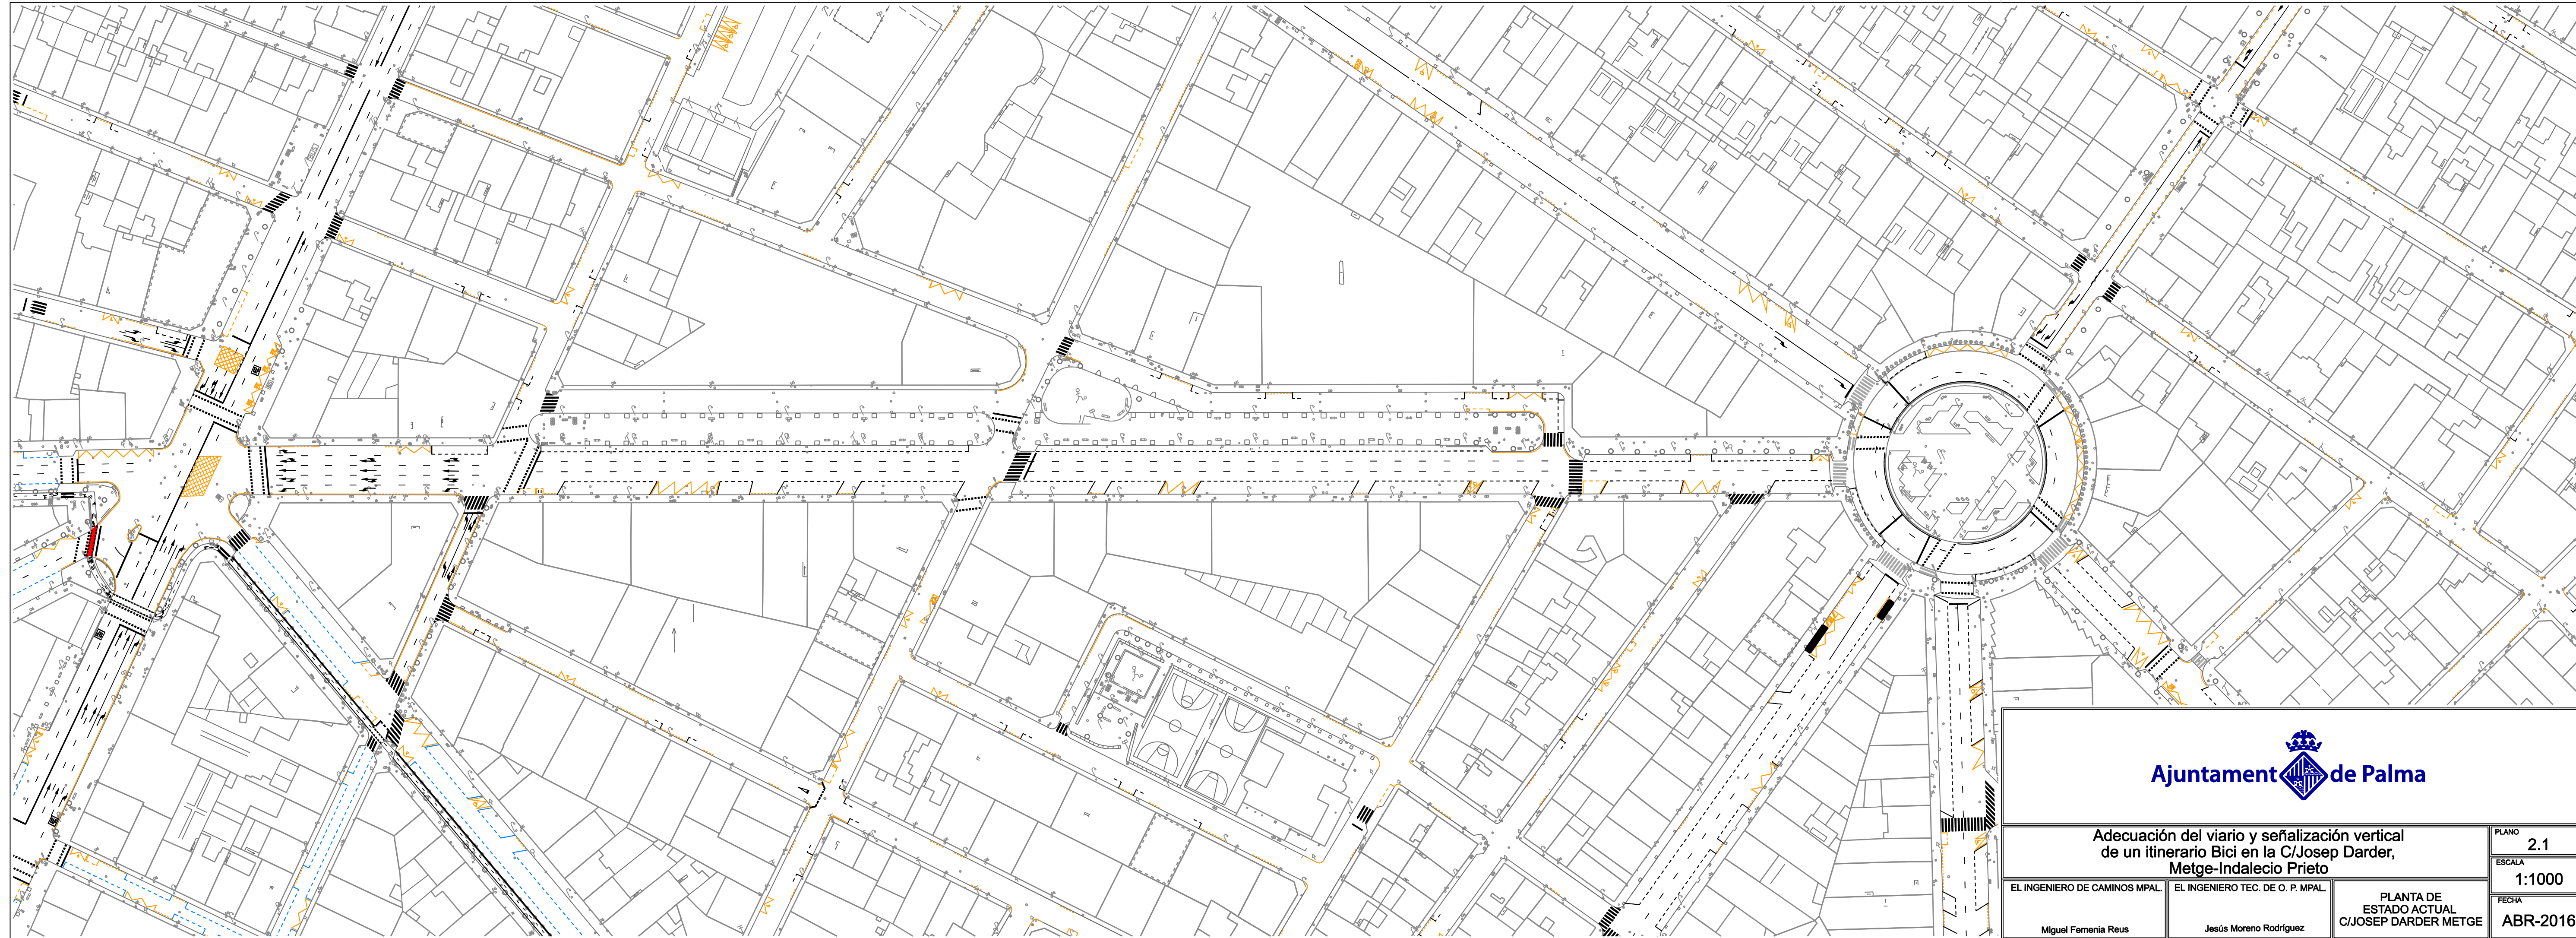 Ajuntament de Palma
Adecuación del viario y señalización vertical
de un itinerario Bici en la C/Josep Darder,
Metge-Indalecio Prieto
PLANO
2.1
ESCALA
1:1000
EL INGENIERO DE CAMINOS MPAL.
Miguel Femenia Reus
EL INGENIERO TEC. DE O. P. MPAL.
Jesús Moreno Rodríguez
PLANTA DE
ESTADO ACTUAL
C/JOSEP DARDER METGE
FECHA
ABR-2016